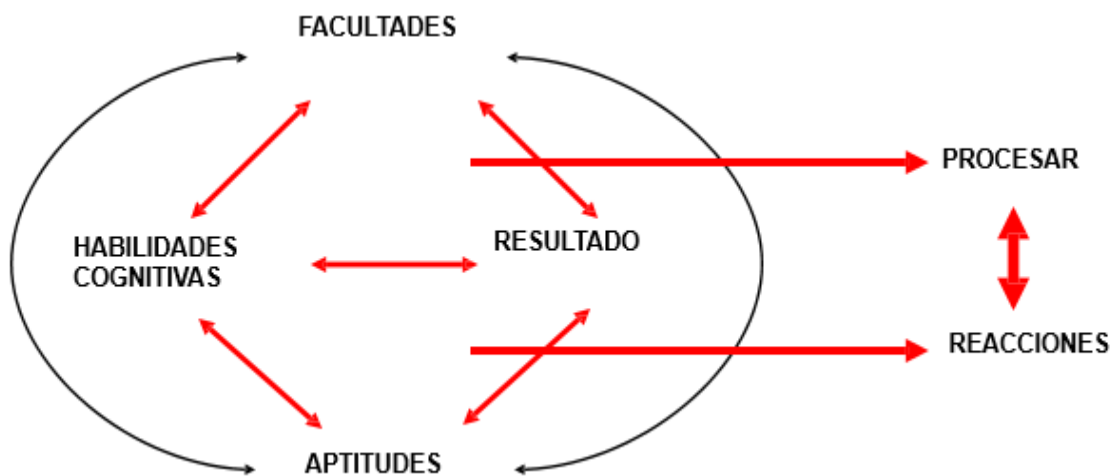 FACULTADES
PROCESAR
HABILIDADES
COGNITIVAS
RESULTADO
REACCIONES
APTITUDES